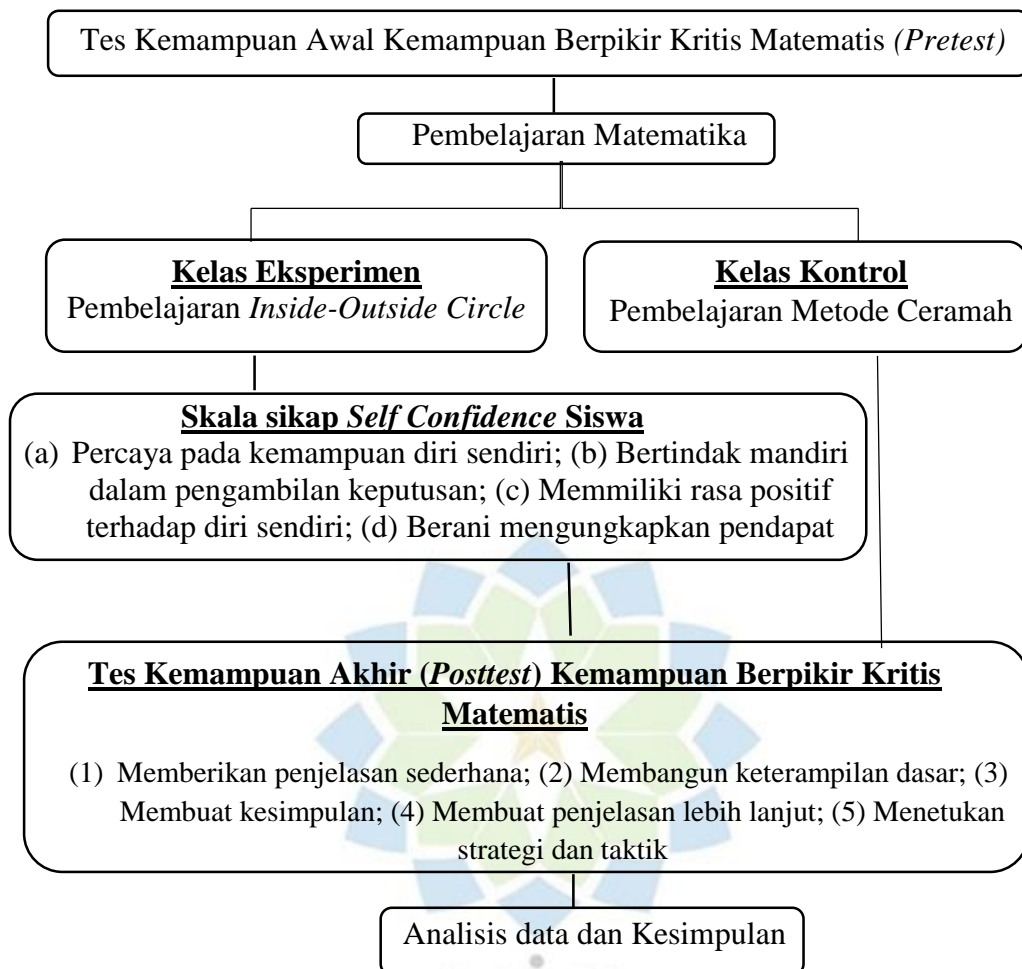 Tes Kemampuan Awal Kemampuan Berpikir Kritis Matematis (Pretest)
Pembelajaran Matematika
Kelas Eksperimen
Pembelajaran Inside-Outside Circle
Kelas Kontrol
Pembelajaran Metode Ceramah
Skala sikap Self Confidence Siswa
(a) Percaya pada kemampuan diri sendiri; (b) Bertindak mandiri
dalam pengambilan keputusan; (c) Memmiliki rasa positif
terhadap diri sendiri; (d) Berani mengungkapkan pendapat
Tes Kemampuan Akhir (Posttest) Kemampuan Berpikir Kritis
Matematis
(1) Memberikan penjelasan sederhana; (2) Membangun keterampilan dasar; (3)
Membuat kesimpulan; (4) Membuat penjelasan lebih lanjut; (5) Menetukan
strategi dan taktik
Analisis data dan Kesimpulan